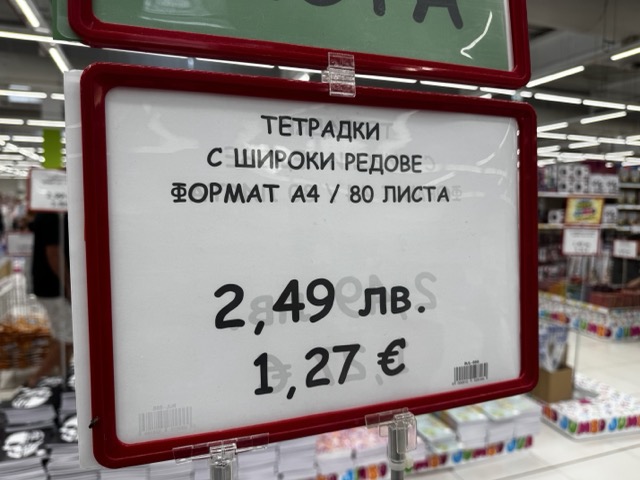 ТЕТРАДКИ
С ШИРОКИ РЕДОВЕ
ФОРМАТ А4 / 80 ЛИСТА
2,49 лв.
1,27 €